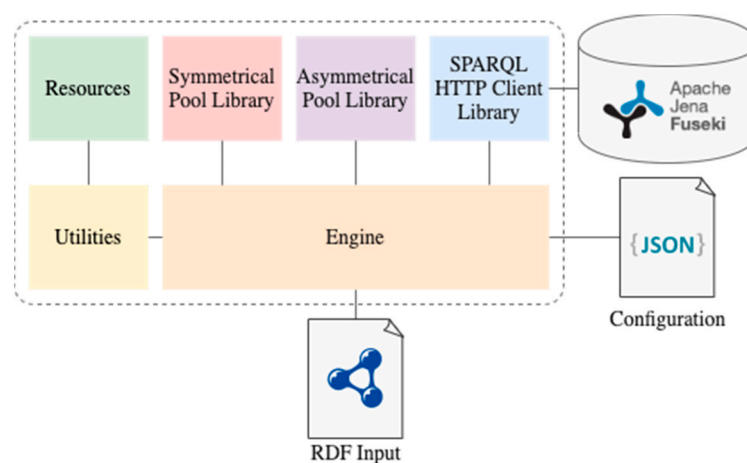 Resources
Symmetrical
Pool Library
Asymmetrical
Pool Library
SPARQL
HTTP Client
Library
Apache
Jena
Fuseki
Utilities
Engine
{JSON}
Configuration
RDF Input